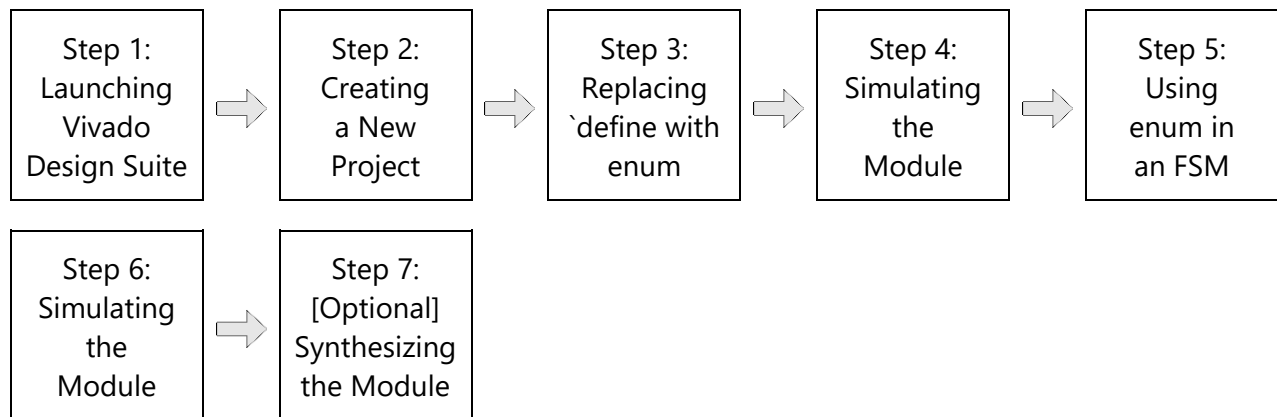 Step 1:
Launching
Vivado
Design Suite
Step 2:
Creating
a New
Project
Step 3:
Replacing
`define with
enum
Step 4:
Simulating
the
Module
Step 5:
Using
enum in
an FSM
Step 6:
Simulating
the
Module
Step 7:
[Optional]
Synthesizing
the Module